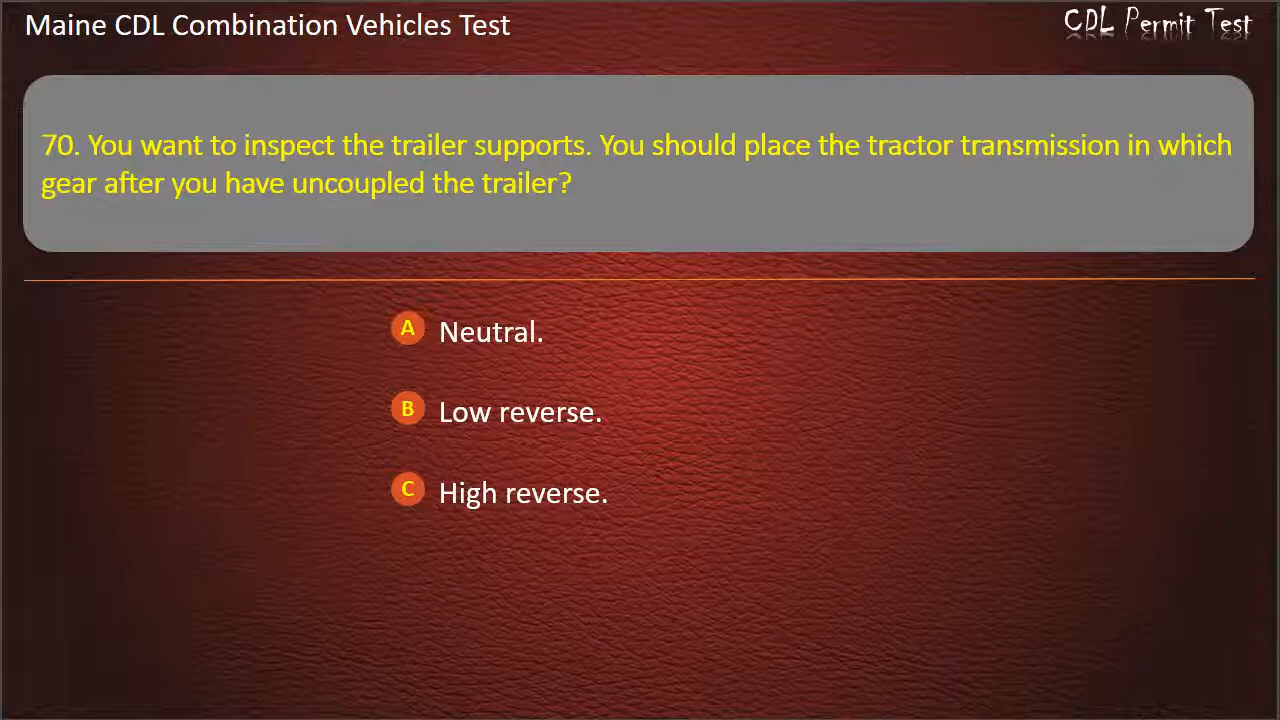 Maine CDL Combination Vehicles Test
CDL Permit Test
70. You want to inspect the trailer supports. You should place the tractor transmission in which
gear after you have uncoupled the trailer?
A Neutral.
B Low reverse.
C High reverse.